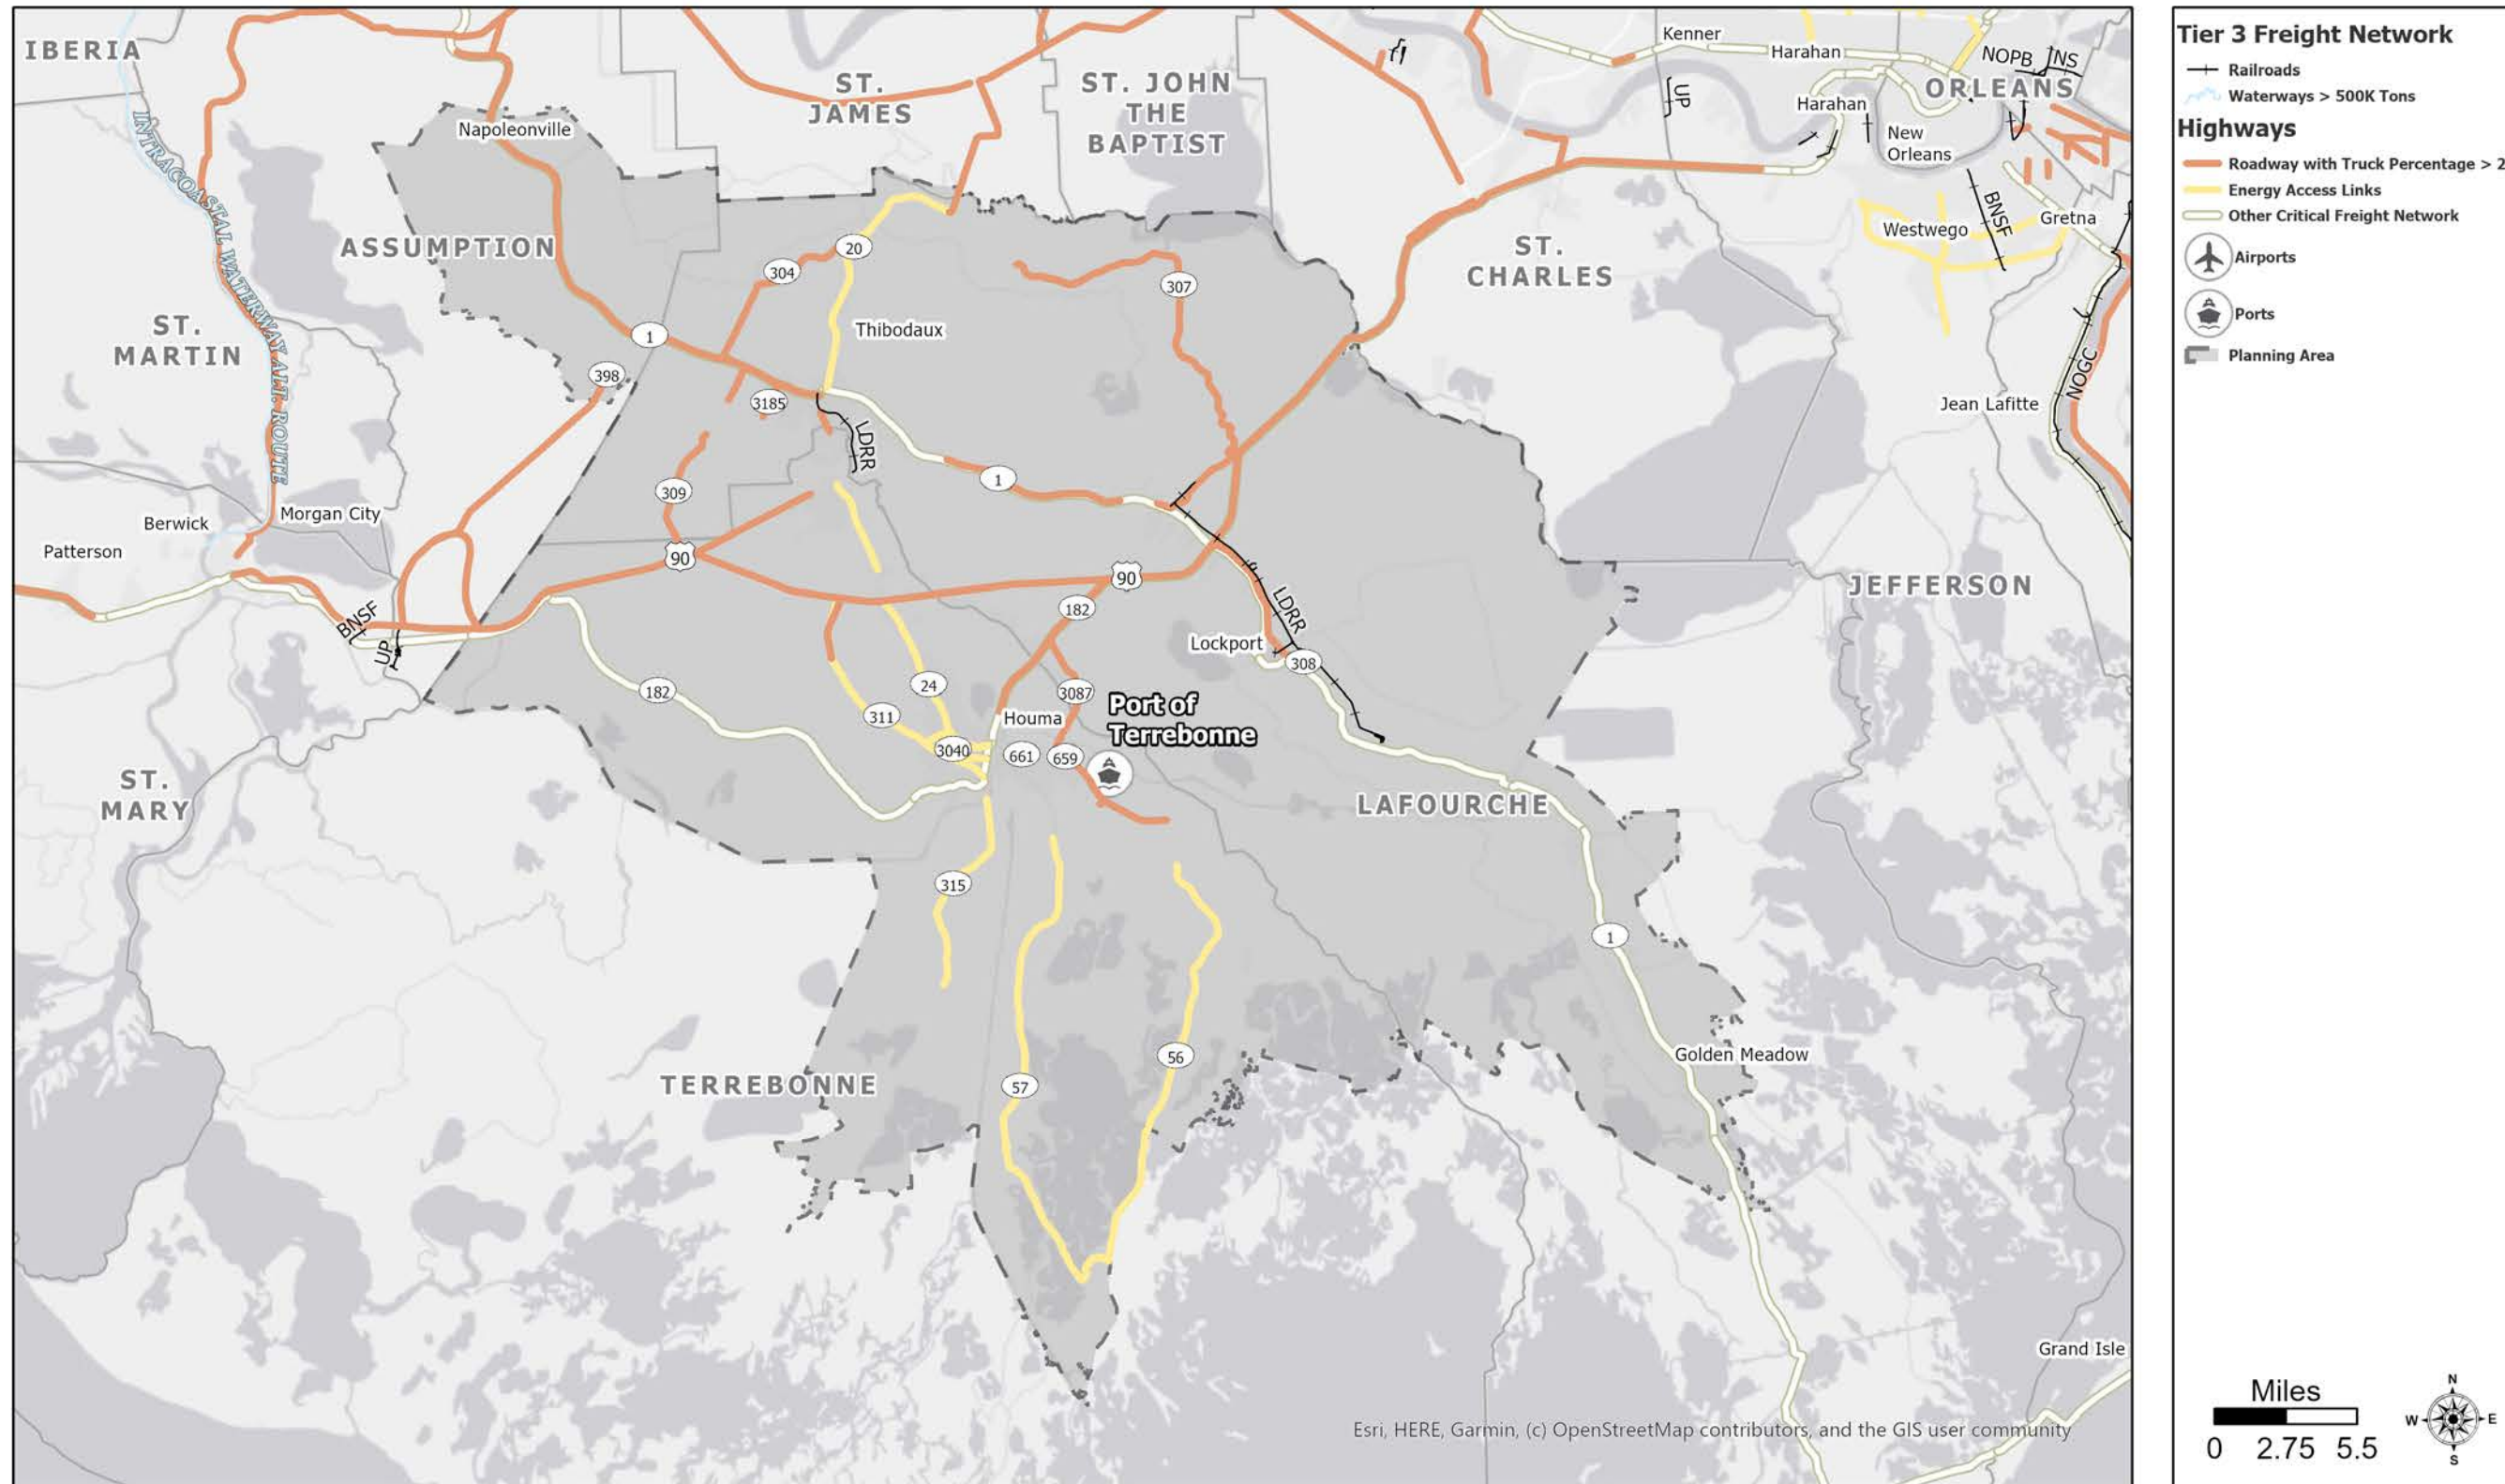 IBERIA
Kenner
Harahan
NOPB
NS
ST.
JAMES
ST. JOHN
THE
BAPTIST
UP
ORLEANS
Harahan
New
Orleans
Napoleonville
INTRACOASTAL WATERWAY ALT. ROUTE
BNSF
Gretna
Westwego
ASSUMPTION
20
304
307
ST.
CHARLES
ST.
MARTIN
1
Thibodaux
398
3185
NOGC
Jean Lafitte
LDRR
309
1
Morgan City
Berwick
Patterson
90
90
JEFFERSON
182
LDRR
BNSF
UP
Lockport
308
182
24
3087
311
Houma
Port of
Terrebonne
3040
661
659
ST.
MARY
LAFOURCHE
315
1
Golden Meadow
56
TERREBONNE
57
Grand Isle
Esri, HERE, Garmin, (c) OpenStreetMap contributors, and the GIS user community
Tier 3 Freight Network
Railroads
Waterways > 500K Tons
Highways
Roadway with Truck Percentage > 2
Energy Access Links
Other Critical Freight Network
Airports
Ports
Planning Area
Miles
0 2.75 5.5
N
W E
S